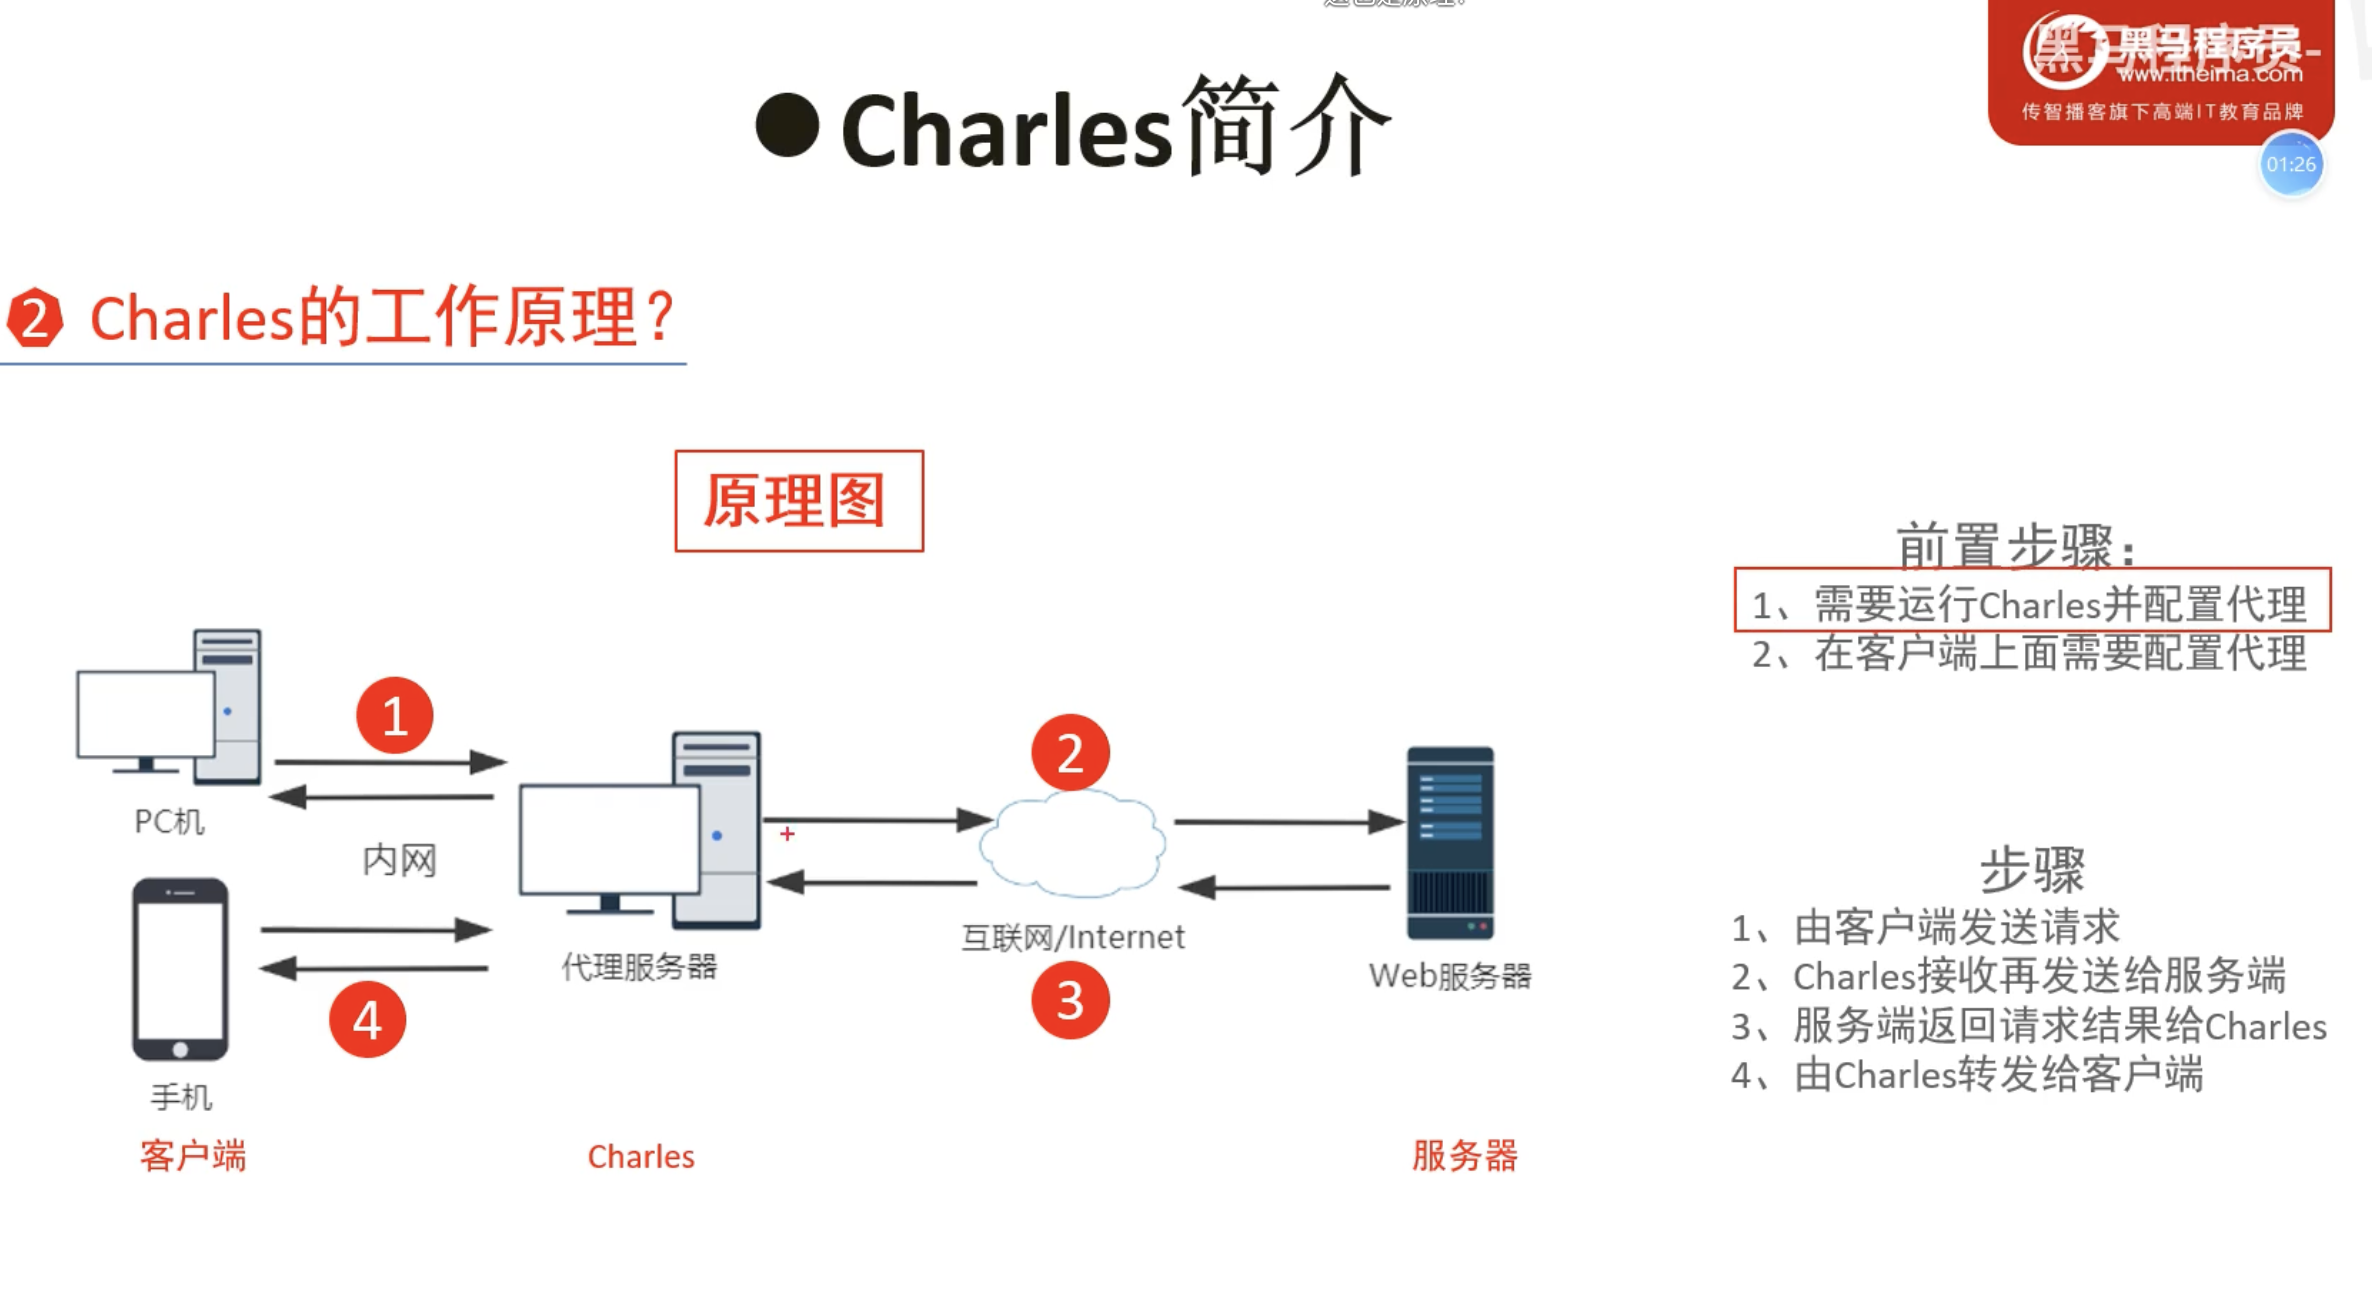 黑马程序员-
黑马程序员
www.itheima.com
传智播客旗下高端IT教育品牌
01:26
●Charles简介
2 Charles的工作原理?
原理图
前置步骤：
1、需要运行Charles并配置代理
2、在客户端上面需要配置代理
1
2
PC机
内网
代理服务器
互联网/Internet
Web服务器
3
4
手机
客户端
Charles
服务器
步骤
1、由客户端发送请求
2、Charles接收再发送给服务端
3、服务端返回请求结果给Charles
4、由Charles转发给客户端